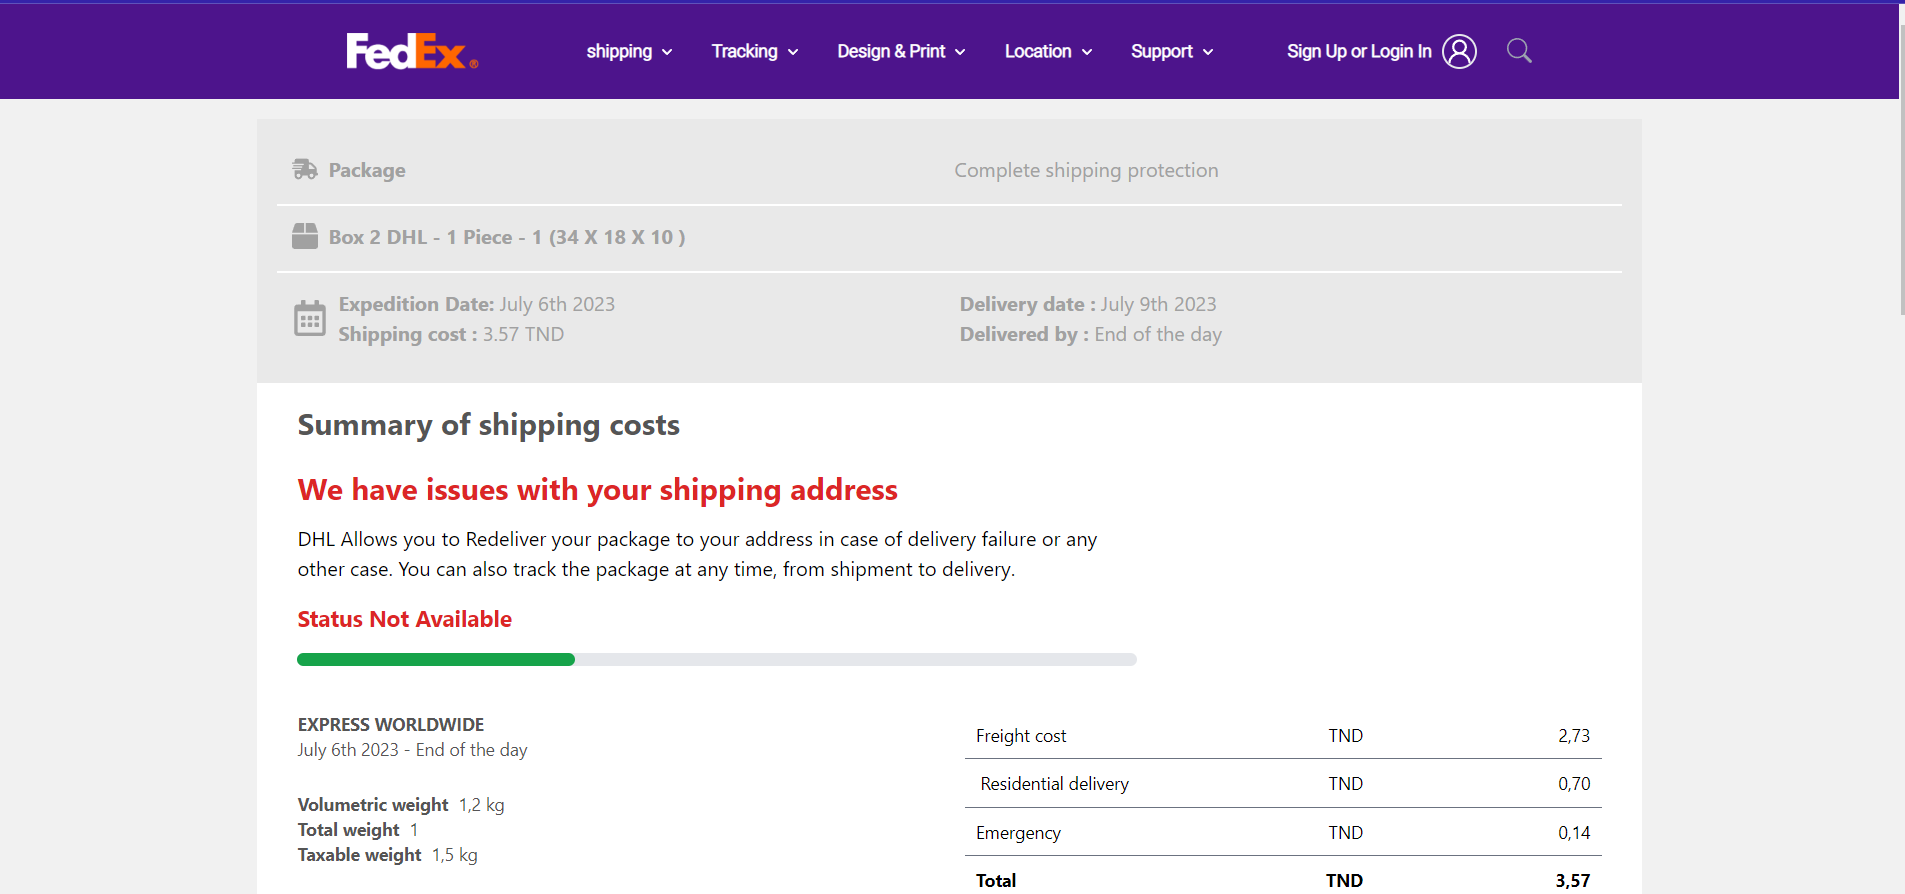 FedEx® shipping Tracking Design & Print Location Support Sign Up or Login In
Package Complete shipping protection
Box 2 DHL - 1 Piece - 1 (34 X 18 X 10 )
Expedition Date: July 6th 2023 Delivery date : July 9th 2023
Shipping cost : 3.57 TND Delivered by : End of the day
Summary of shipping costs
We have issues with your shipping address
DHL Allows you to Redeliver your package to your address in case of delivery failure or any
other case. You can also track the package at any time, from shipment to delivery.
Status Not Available
EXPRESS WORLDWIDE
July 6th 2023 - End of the day
Volumetric weight 1,2 kg
Total weight 1
Taxable weight 1,5 kg
Freight cost TND 2,73
Residential delivery TND 0,70
Emergency TND 0,14
Total TND 3,57